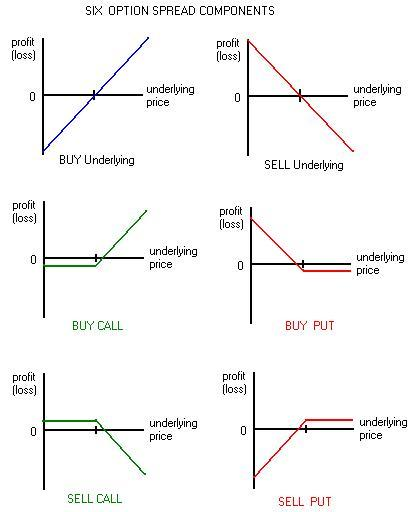 SIX OPTION SPREAD COMPONENTS
profit
(loss)
0
underlying
price
BUY Underlying
profit
(loss)
0
underlying
price
SELL Underlying
profit
(loss)
0
underlying
price
BUY CALL
profit
(loss)
0
underlying
price
BUY PUT
profit
(loss)
0
underlying
price
SELL CALL
profit
(loss)
0
underlying
price
SELL PUT